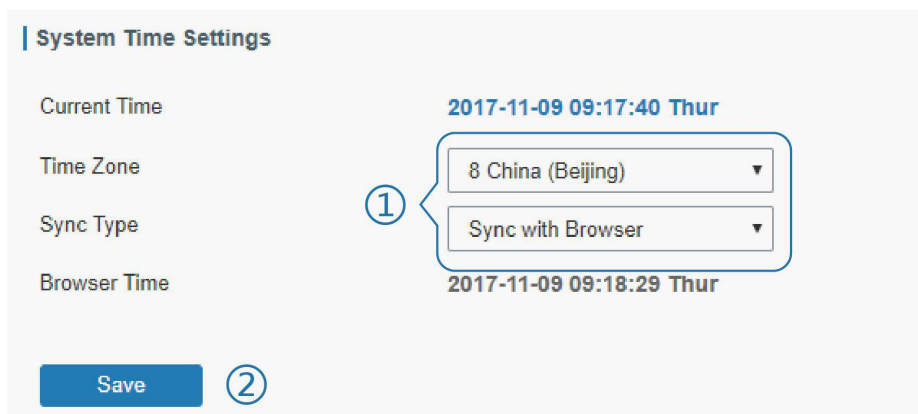 System Time Settings
Current Time 2017-11-09 09:17:40 Thur
Time Zone 8 China (Beijing)
①
Sync Type Sync with Browser
Browser Time 2017-11-09 09:18:29 Thur
Save ②